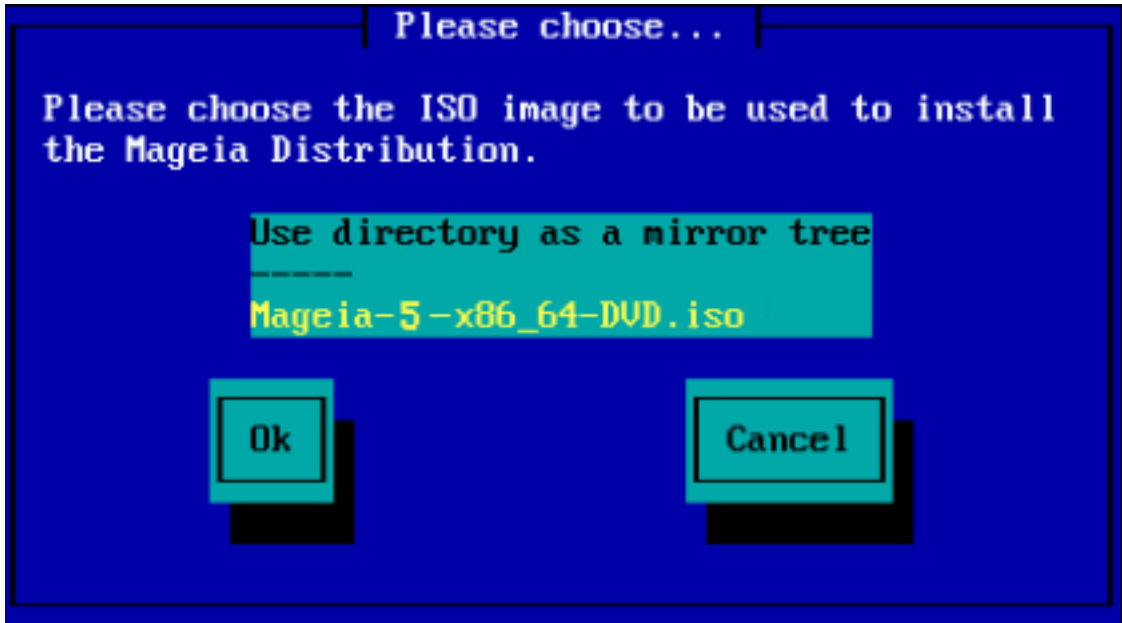 Please choose...
Please choose the ISO image to be used to install
the Mageia Distribution.
Use directory as a mirror tree
-----
Mageia-5-x86_64-DVD.iso
Ok
Cancel